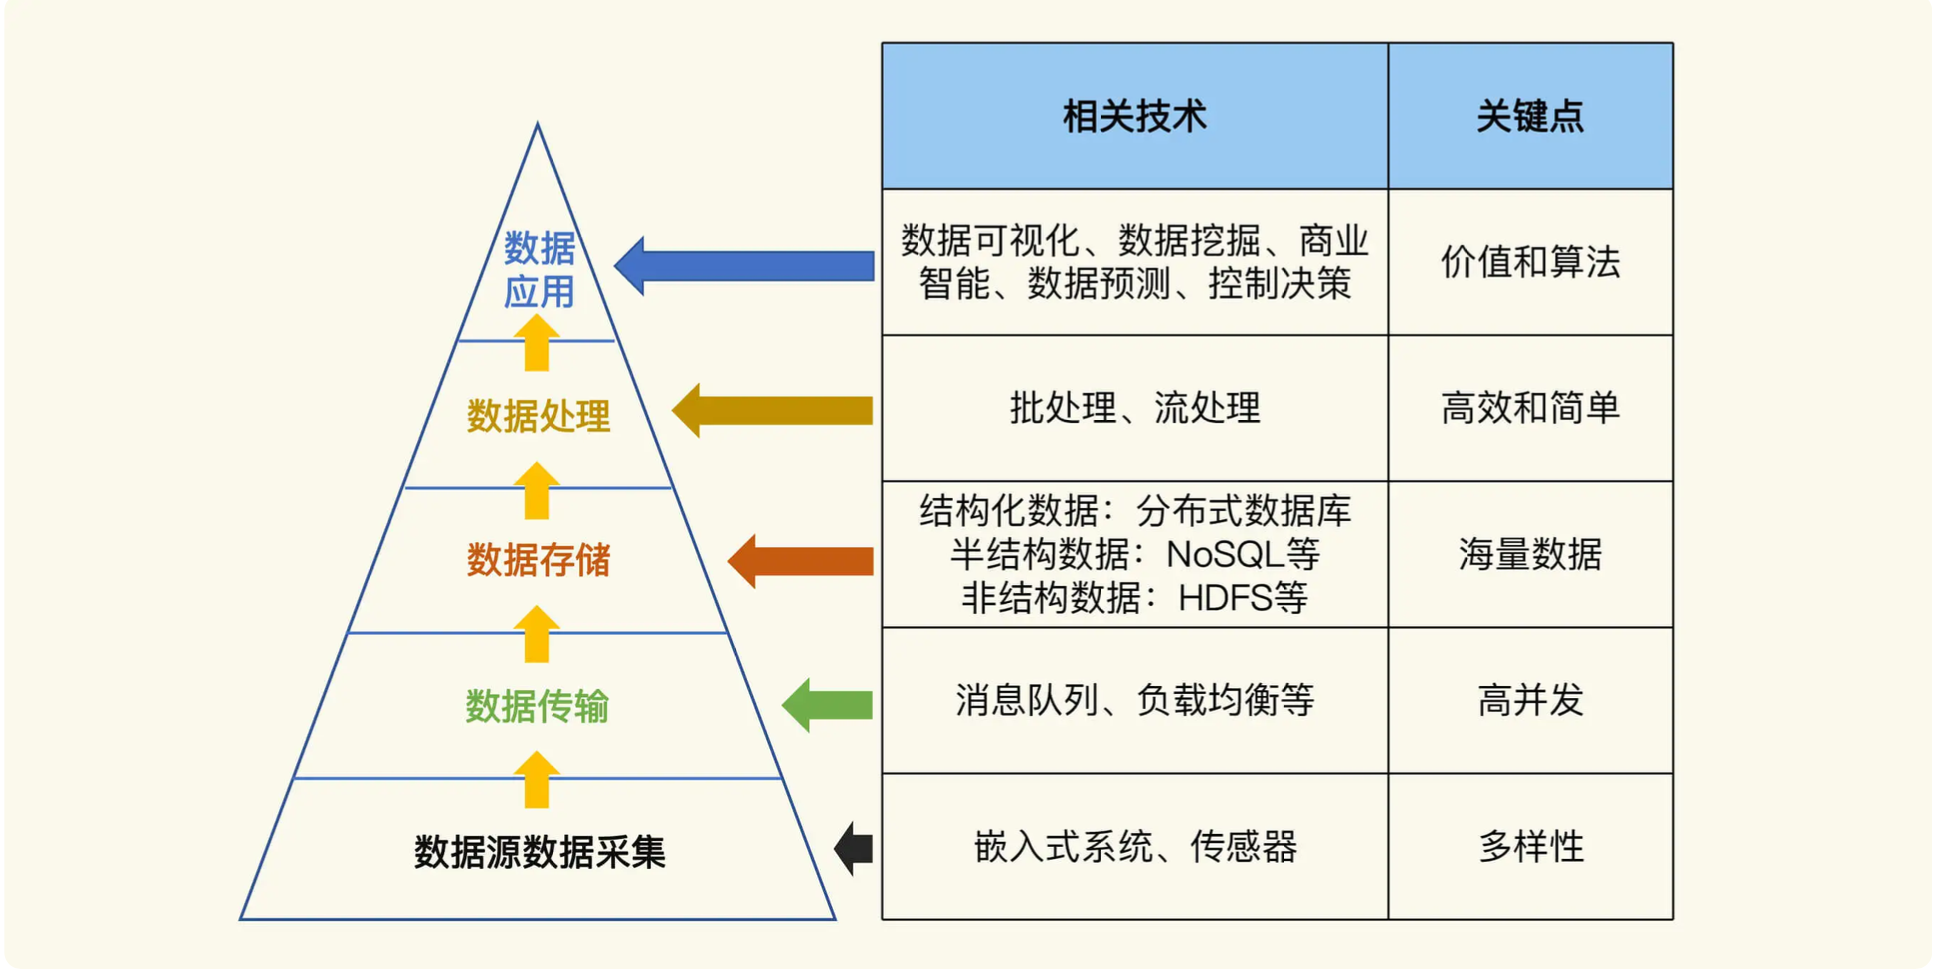 数据
应用
数据处理
数据存储
数据传输
数据源数据采集
相关技术
关键点
数据可视化、数据挖掘、商业
智能、数据预测、控制决策
价值和算法
批处理、流处理
高效和简单
结构化数据：分布式数据库
半结构数据：NoSQL等
非结构数据：HDFS等
海量数据
消息队列、负载均衡等
高并发
嵌入式系统、传感器
多样性